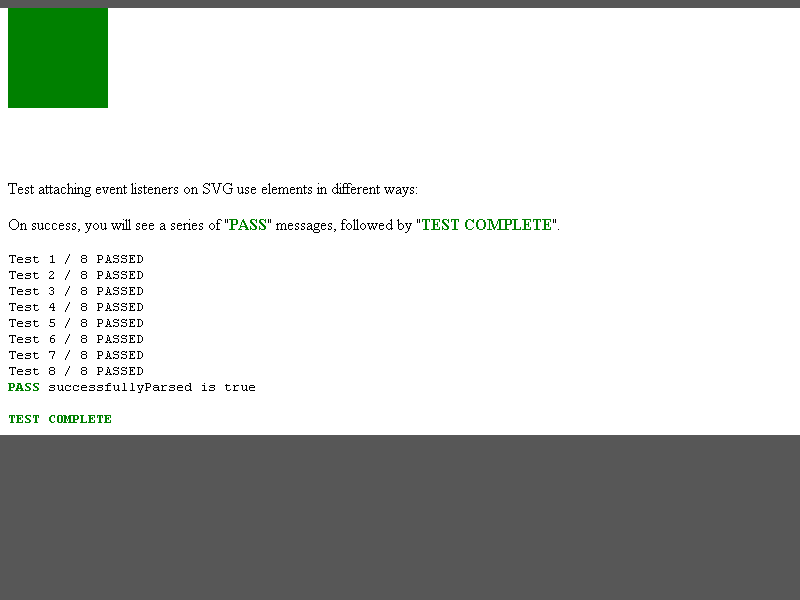 Test attaching event listeners on SVG use elements in different ways:
On success, you will see a series of "PASS" messages, followed by "TEST COMPLETE".
Test 1 / 8 PASSED
Test 2 / 8 PASSED
Test 3 / 8 PASSED
Test 4 / 8 PASSED
Test 5 / 8 PASSED
Test 6 / 8 PASSED
Test 7 / 8 PASSED
Test 8 / 8 PASSED
PASS successfullyParsed is true
TEST COMPLETE